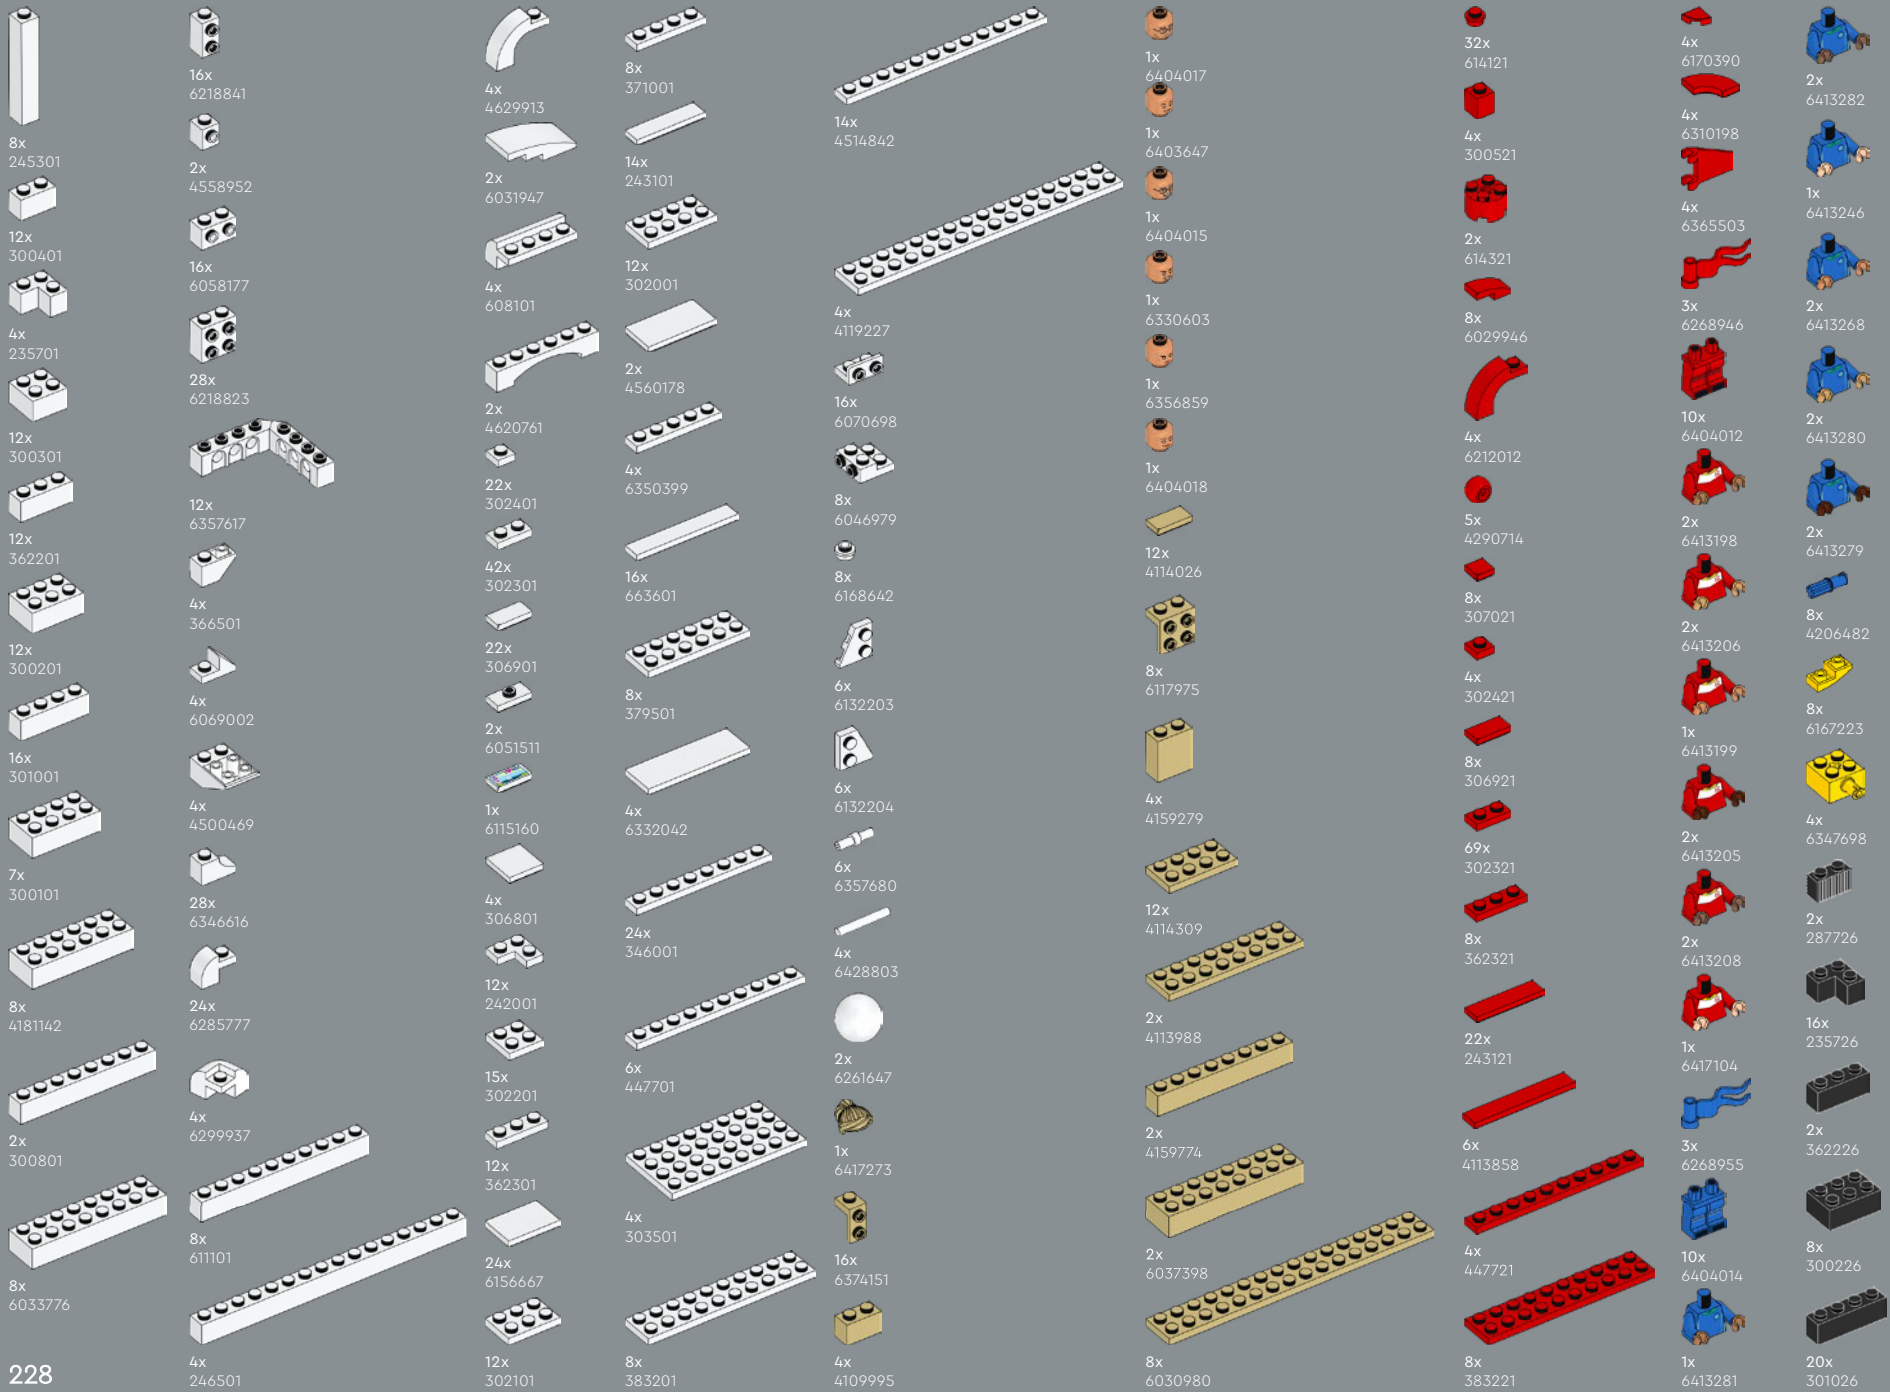 8x
245301
12x
300401
4x
235701
12x
300301
12x
362201
12x
300201
16x
301001
7x
300101
8x
4181142
2x
300801
8x
6033776
228
16x
6218841
2x
4558952
16x
6058177
28x
6218823
12x
6357617
4x
366501
4x
6069002
4x
4500469
28x
6346616
24x
6285777
4x
6299937
8x
611101
4x
246501
4x
4629913
2x
6031947
4x
608101
2x
4620761
22x
302401
42x
302301
22x
306901
2x
6051511
1x
6115160
4x
306801
12x
242001
15x
302201
12x
362301
24x
6156667
12x
302101
8x
371001
14x
243101
12x
302001
2x
4560178
4x
6350399
16x
663601
8x
379501
4x
6332042
24x
346001
6x
447701
4x
303501
8x
383201
14x
4514842
4x
4119227
16x
6070698
8x
6046979
8x
6168642
6x
6132203
6x
6132204
6x
6357680
4x
6428803
2x
6261647
1x
6417273
16x
6374151
4x
4109995
1x
6404017
1x
6403647
1x
6404015
1x
6330603
1x
6356859
1x
6404018
12x
4114026
8x
6117975
4x
4159279
12x
4114309
2x
4113988
2x
4159774
2x
6037398
8x
6030980
32x
614121
4x
300521
2x
614321
8x
6029946
4x
6212012
5x
4290714
8x
307021
4x
302421
8x
306921
69x
302321
8x
362321
22x
243121
6x
4113858
4x
447721
8x
383221
4x
6170390
4x
6310198
4x
6365503
3x
6268946
10x
6404012
2x
6413198
2x
6413206
1x
6413199
2x
6413205
2x
6413208
1x
6417104
3x
6268955
10x
6404014
1x
6413281
2x
6413282
1x
6413246
2x
6413268
2x
6413280
2x
6413279
8x
4206482
8x
6167223
4x
6347698
2x
287726
16x
235726
2x
362226
8x
300226
20x
301026